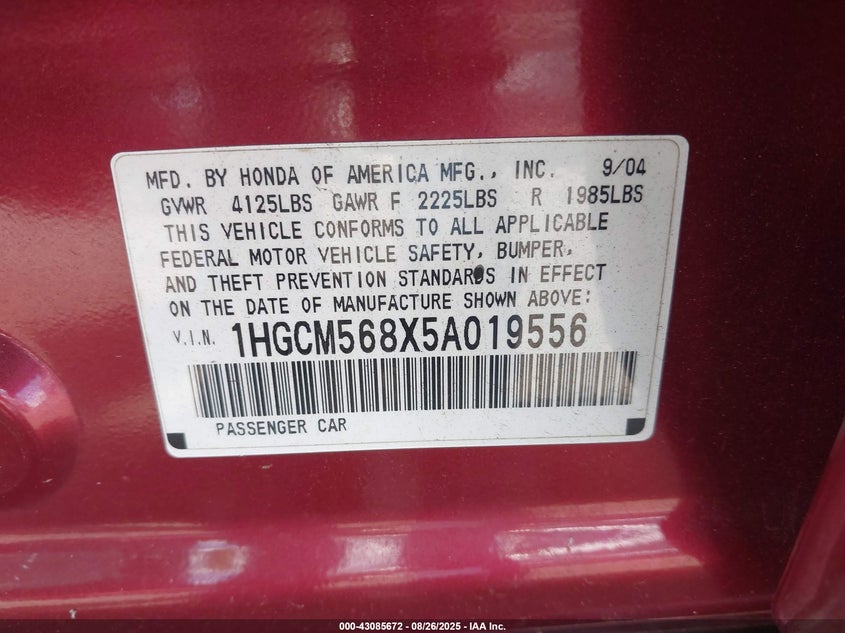 MFD. BY HONDA OF AMERICA MFG., INC. 9/04
GVWR 4125LBS GAWR F 2225LBS R 1985LBS
THIS VEHICLE CONFORMS TO ALL APPLICABLE
FEDERAL MOTOR VEHICLE SAFETY, BUMPER,
AND THEFT PREVENTION STANDARDS IN EFFECT
ON THE DATE OF MANUFACTURE SHOWN ABOVE:
V.I.N. 1HGCM568X5A019556
PASSENGER CAR
000-43085672 - 08/26/2025 - IAA Inc.